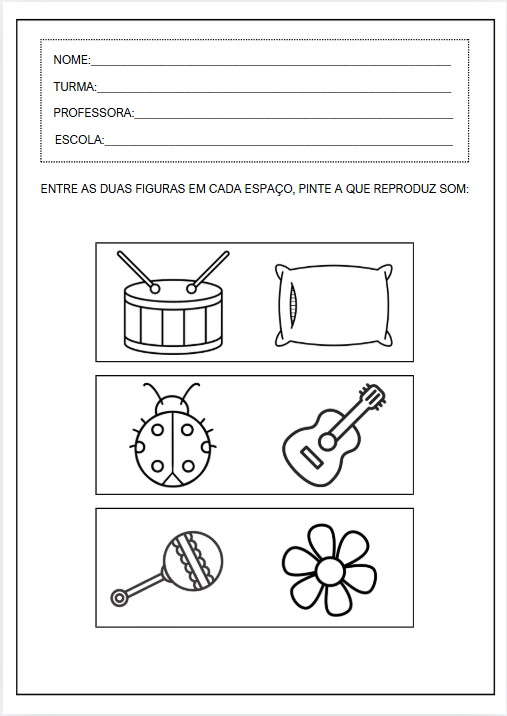 NOME:
TURMA:
PROFESSORA:
ESCOLA:
ENTRE AS DUAS FIGURAS EM CADA ESPAÇO, PINTE A QUE REPRODUZ SOM: